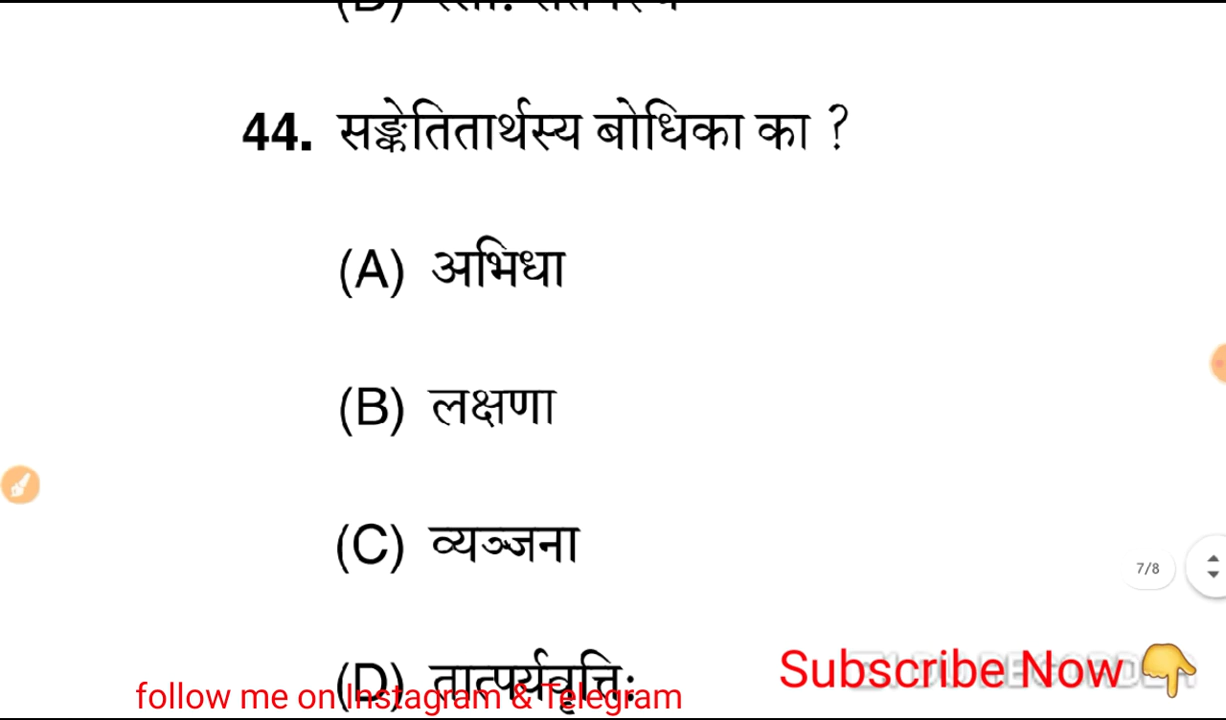 44. सङ्केतितार्थस्य बोधिका का ?
(A) अभिधा
(B) लक्षणा
(C) व्यञ्जना
7/8
(D) तात्पर्यवृत्तिः
Subscribe Now
follow me on Instagram & Telegram